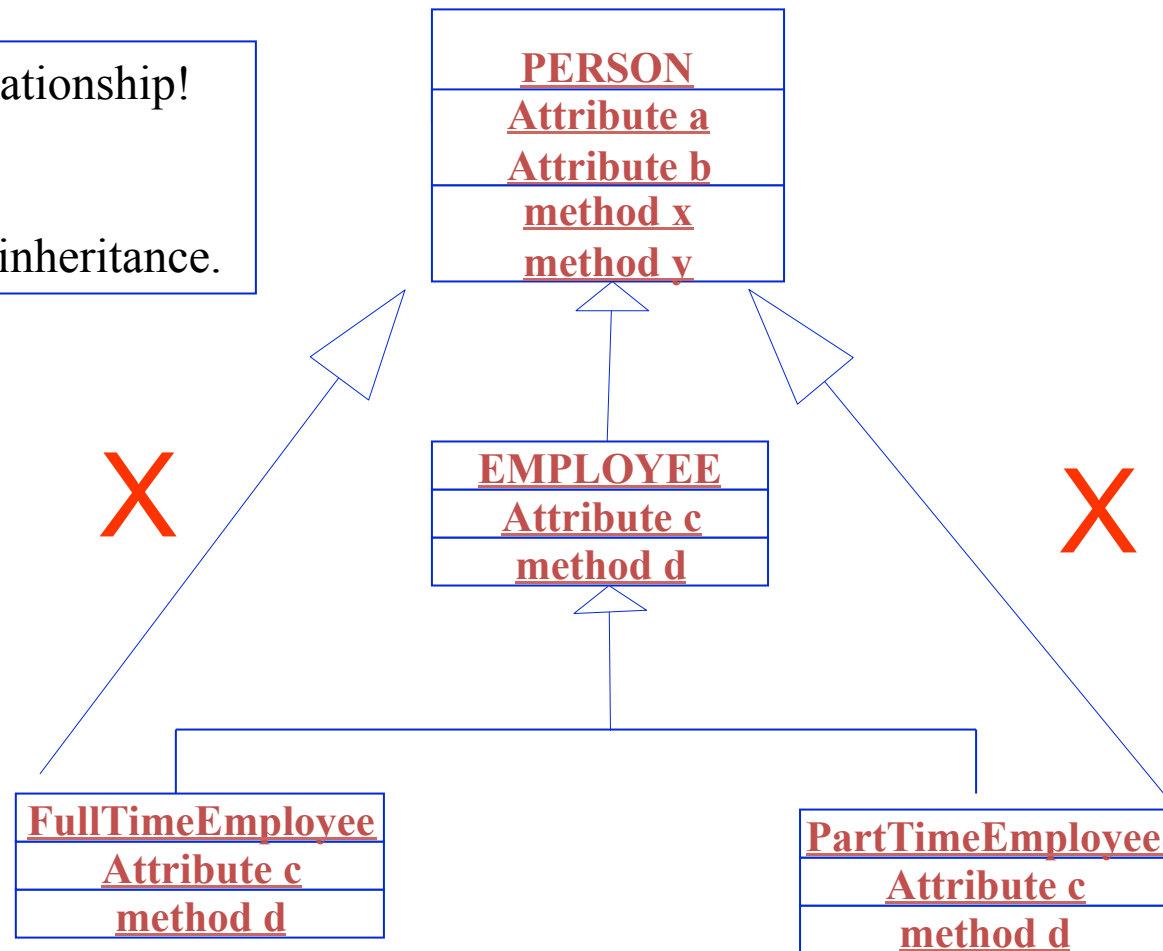 ationship!
inheritance.
PERSON
Attribute a
Attribute b
method x
method y
X
X
EMPLOYEE
Attribute c
method d
FullTimeEmployee
Attribute c
method d
PartTimeEmployee
Attribute c
method d